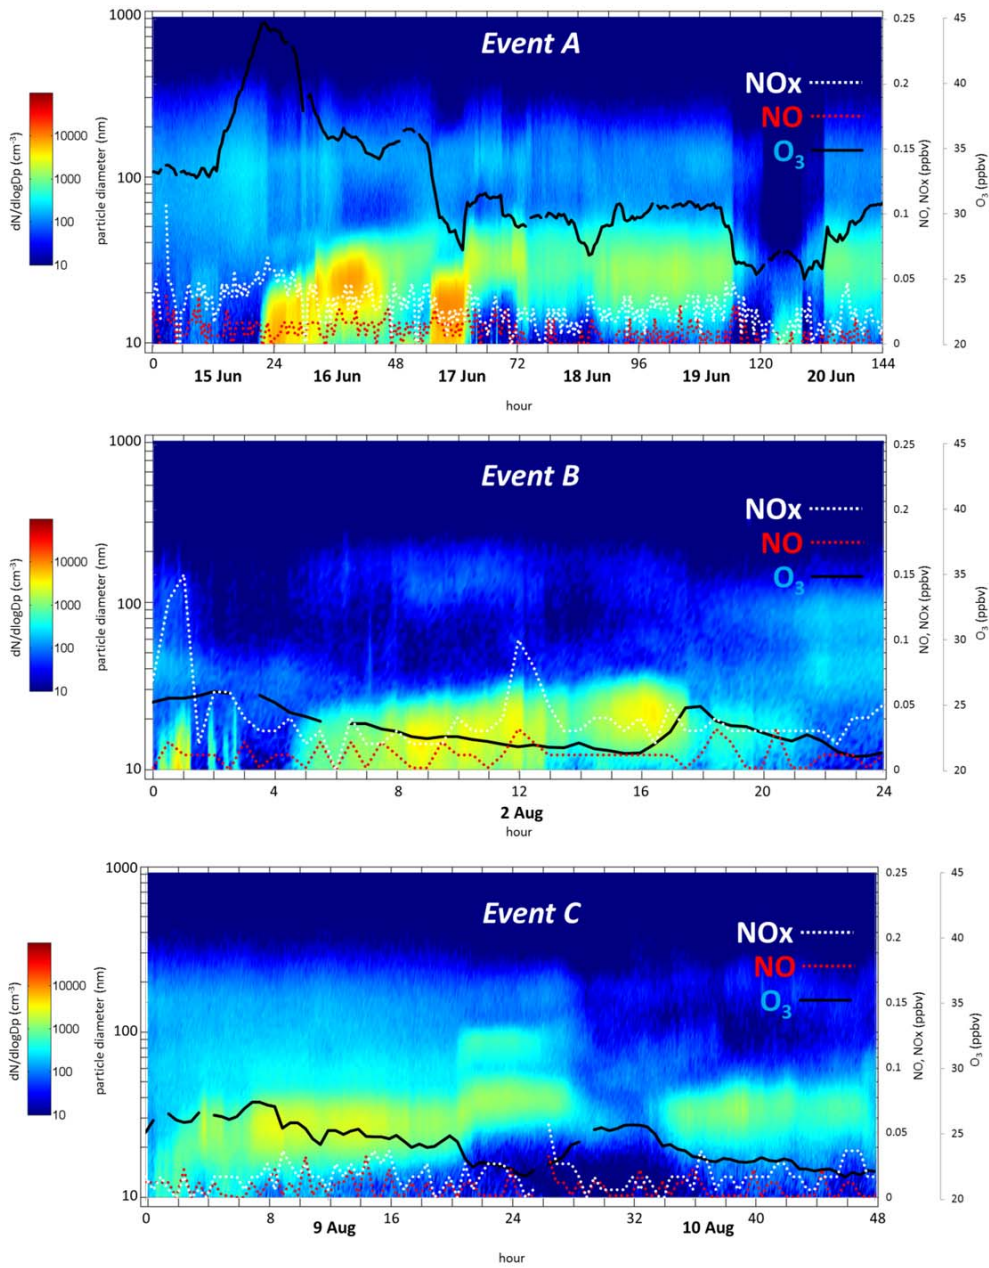 Event A
NOx
NO
O3
1000
100
10
particle diameter (nm)
dN/dlogDp (cm-3)
10000
1000
100
10
0.25
0.2
0.15
0.1
0.05
0
NO, NOx (ppbv)
45
40
35
30
25
20
O3 (ppbv)
0 24 48 72 96 120 144
15 Jun 16 Jun 17 Jun 18 Jun 19 Jun 20 Jun
hour
Event B
NOx
NO
O3
1000
100
10
particle diameter (nm)
dN/dlogDp (cm-3)
10000
1000
100
10
0.25
0.2
0.15
0.1
0.05
0
NO, NOx (ppbv)
45
40
35
30
25
20
O3 (ppbv)
0 4 8 12 16 20 24
2 Aug
hour
Event C
NOx
NO
O3
1000
100
10
particle diameter (nm)
dN/dlogDp (cm-3)
10000
1000
100
10
0.25
0.2
0.15
0.1
0.05
0
NO, NOx (ppbv)
45
40
35
30
25
20
O3 (ppbv)
0 8 16 24 32 40 48
9 Aug 10 Aug
hour